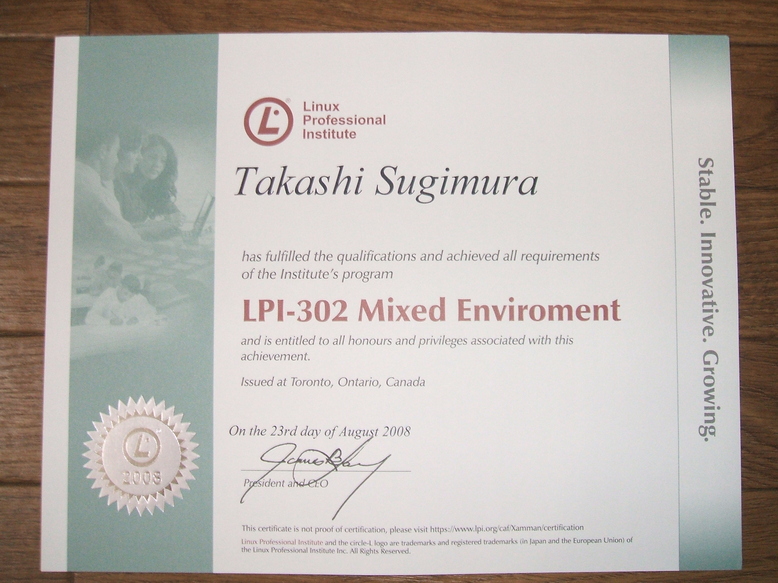 Linux
Professional
Institute
Takashi Sugimura
has fulfilled the qualifications and achieved all requirements
of the Institute's program
LPI-302 Mixed Enviroment
and is entitled to all honours and privileges associated with this
achievement.
Issued at Toronto, Ontario, Canada
On the 23rd day of August 2008
President and CEO
This certificate is not proof of certification, please visit https://www.lpi.org/caf/Xamman/certification
Linux Professional Institute and the circle-L logo are trademarks and registered trademarks (in Japan and the European Union) of
the Linux Professional Institute Inc. All Rights Reserved.
L
2008
Stable. Innovative. Growing.